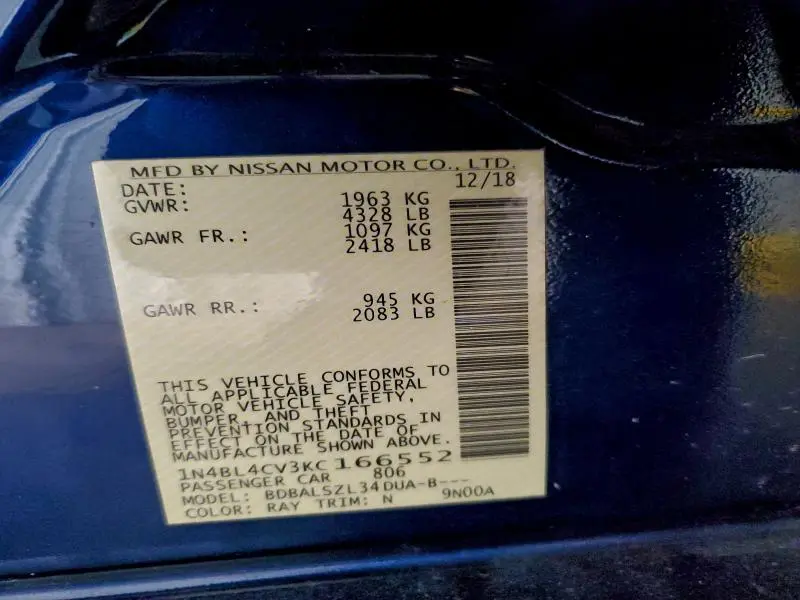 MFD BY NISSAN MOTOR CO., LTD.
DATE: 12/18
GVWR: 1963 KG
4328 LB
GAWR FR.: 1097 KG
2418 LB
GAWR RR.: 945 KG
2083 LB
THIS VEHICLE CONFORMS TO
ALL APPLICABLE FEDERAL
MOTOR VEHICLE SAFETY,
BUMPER, AND THEFT
PREVENTION STANDARDS IN
EFFECT ON THE DATE OF
MANUFACTURE SHOWN ABOVE.
1N4BL4CV3KC166552
PASSENGER CAR 806
MODEL: BDBALSZL34DUA-B---
COLOR: RAY TRIM: N 9N00A